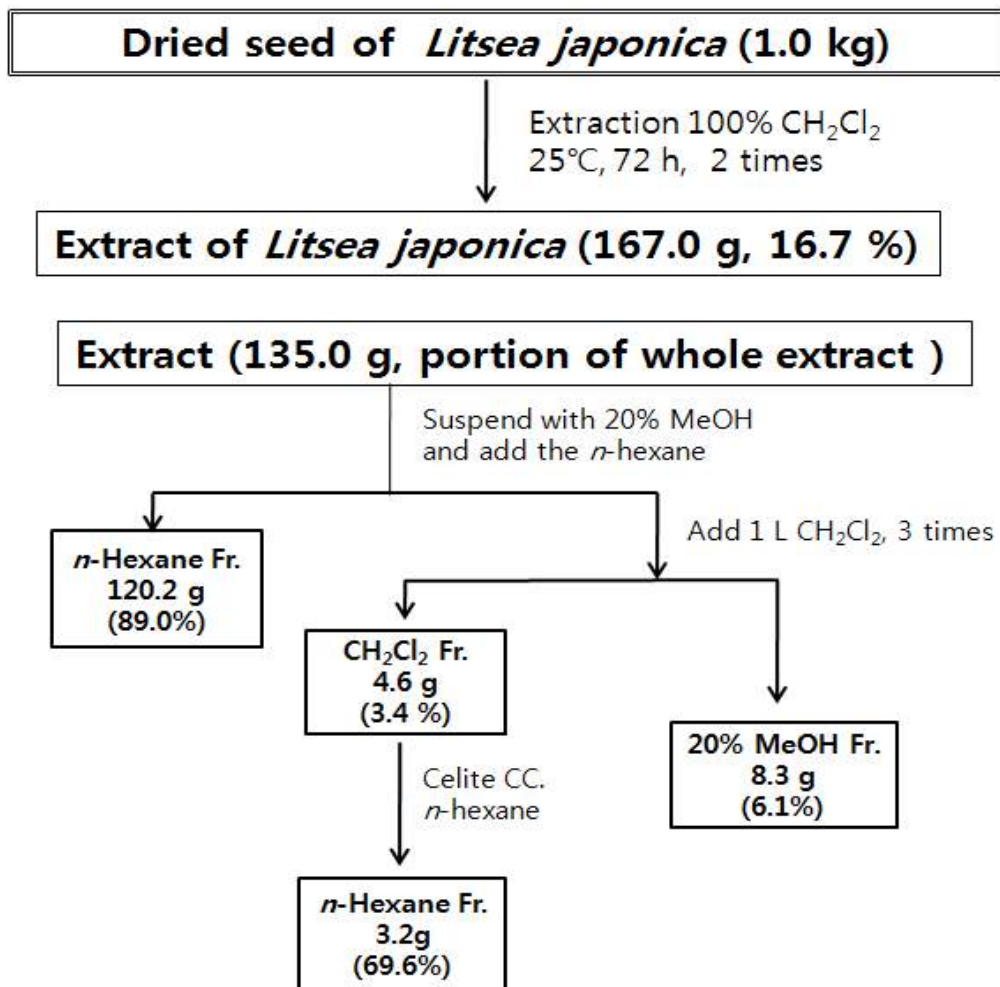 Dried seed of Litsea japonica (1.0 kg)
Extraction 100% CH₂Cl₂
25℃, 72 h, 2 times
Extract of Litsea japonica (167.0 g, 16.7 %)
Extract (135.0 g, portion of whole extract )
Suspend with 20% MeOH
and add the n-hexane
Add 1 L CH₂Cl₂, 3 times
n-Hexane Fr.
120.2 g
(89.0%)
CH₂Cl₂ Fr.
4.6 g
(3.4 %)
20% MeOH Fr.
8.3 g
(6.1%)
Celite CC.
n-hexane
n-Hexane Fr.
3.2g
(69.6%)